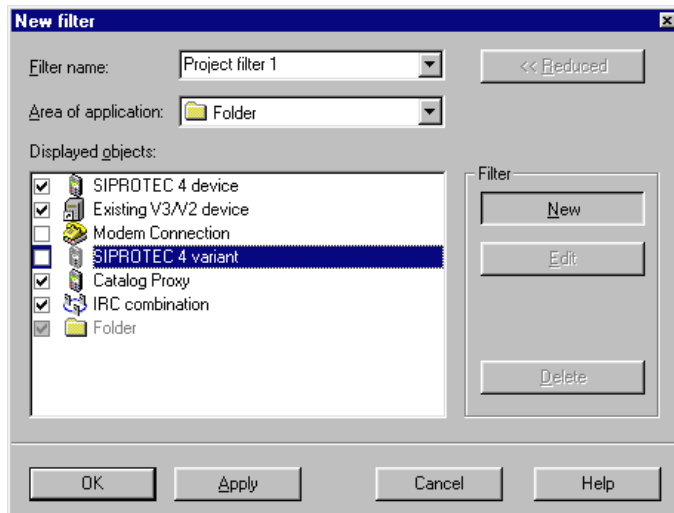 New filter
Filter name:
Project filter 1
<< Reduced
Area of application:
Folder
Displayed objects:
SIPROTEC 4 device
Existing V3/V2 device
Modem Connection
SIPROTEC 4 variant
Catalog Proxy
IRC combination
Folder
Filter
New
Edit
Delete
OK
Apply
Cancel
Help